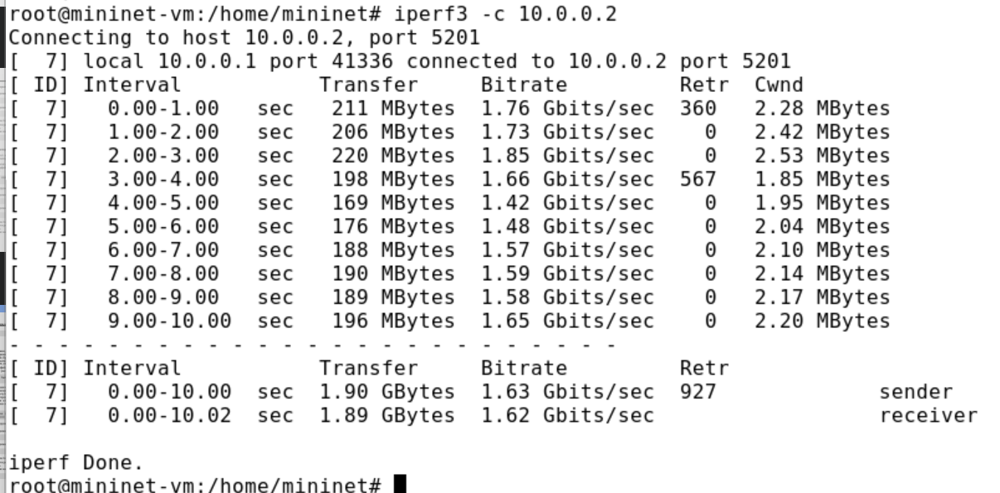 root@mininet-vm:/home/mininet# iperf3 -c 10.0.0.2
Connecting to host 10.0.0.2, port 5201
[  7] local 10.0.0.1 port 41336 connected to 10.0.0.2 port 5201
[ ID] Interval           Transfer     Bitrate         Retr  Cwnd
[  7]   0.00-1.00   sec   211 MBytes  1.76 Gbits/sec  360   2.28 MBytes
[  7]   1.00-2.00   sec   206 MBytes  1.73 Gbits/sec    0   2.42 MBytes
[  7]   2.00-3.00   sec   220 MBytes  1.85 Gbits/sec    0   2.53 MBytes
[  7]   3.00-4.00   sec   198 MBytes  1.66 Gbits/sec  567   1.85 MBytes
[  7]   4.00-5.00   sec   169 MBytes  1.42 Gbits/sec    0   1.95 MBytes
[  7]   5.00-6.00   sec   176 MBytes  1.48 Gbits/sec    0   2.04 MBytes
[  7]   6.00-7.00   sec   188 MBytes  1.57 Gbits/sec    0   2.10 MBytes
[  7]   7.00-8.00   sec   190 MBytes  1.59 Gbits/sec    0   2.14 MBytes
[  7]   8.00-9.00   sec   189 MBytes  1.58 Gbits/sec    0   2.17 MBytes
[  7]   9.00-10.00  sec   196 MBytes  1.65 Gbits/sec    0   2.20 MBytes
- - - - - - - - - - - - - - - - - - - - - - - - -
[ ID] Interval           Transfer     Bitrate         Retr
[  7]   0.00-10.00  sec  1.90 GBytes  1.63 Gbits/sec  927             sender
[  7]   0.00-10.02  sec  1.89 GBytes  1.62 Gbits/sec                  receiver

iperf Done.
root@mininet-vm:/home/mininet#